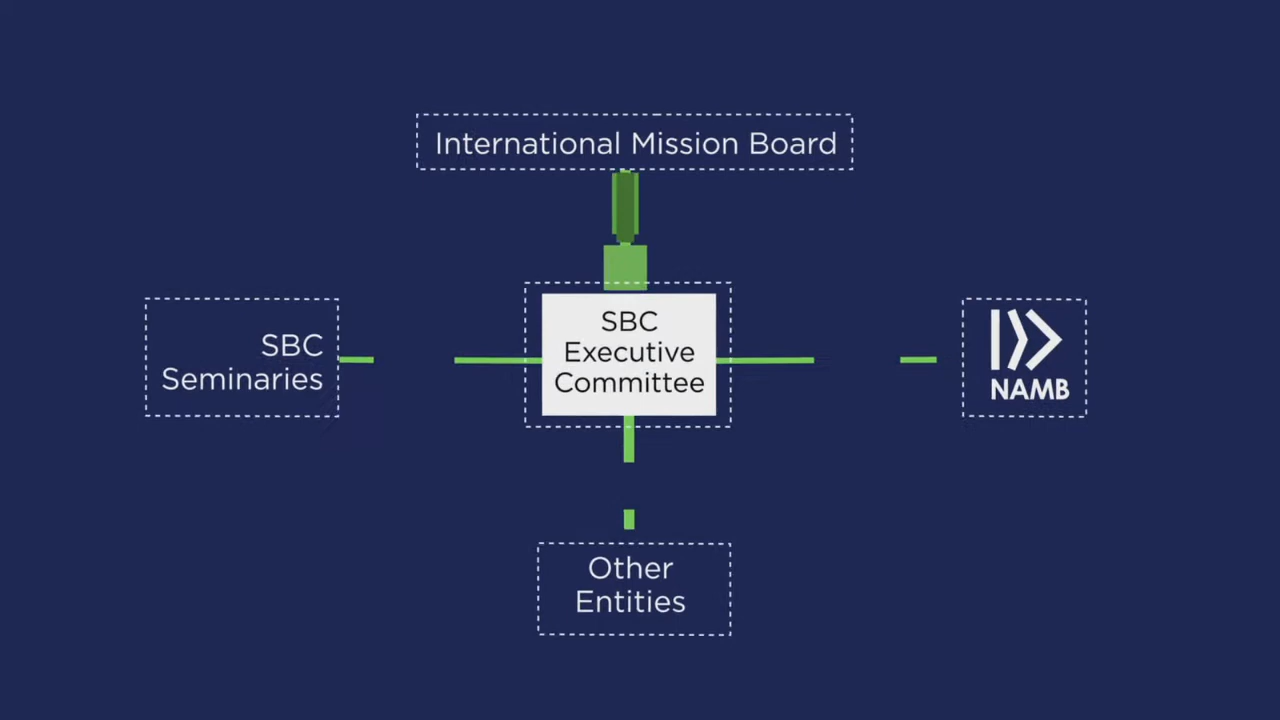 International Mission Board
SBC
Seminaries
SBC
Executive
Committee
NAMB
Other
Entities